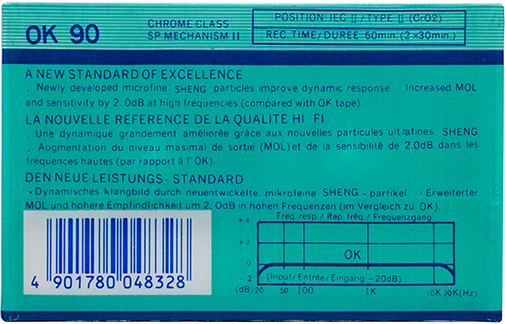 OK 90
CHROME CLASS
SP MECHANISM II
POSITION IEC II/TYPE II (CrO2)
REC. TIME/DUREE 60min. (2×30min.)
A NEW STANDARD OF EXCELLENCE
. Newly developed microfine SHENG particles improve dynamic response. Increased MOL
and sensitivity by 2. 0dB at high frequencies (compared with OK tape).
LA NOUVELLE REFERENCE DE LA QUALITE HI FI
. Une dynamique grandement améliorée grâce aux nouvelles particules ultrafines SHENG
. Augmentation du niveau masimal de sortie (MOL) et de ia sensibilité de 2.0dB dans les
frequences hautes (par rapport à l' OK).
DEN NEUE LEISTUNGS - STANDARD
• Dynamisches klangbild durch neuentwickelte. mikrofeine SHENG - partikel. • Erweiterter
MOL und hohere Empfindlichkeit um 2. 0dB in hohen Frequenzen (im Vergleich zu OK).
Freq. resp. / Rep. frêq / Frequenzgang
+ 4
+ 2
0
- 2
(dB)
OK
(Input/Entrée/Eingang - 20dB)
20 50 100 1K 10K 20K(Hz)
4 901780 048328